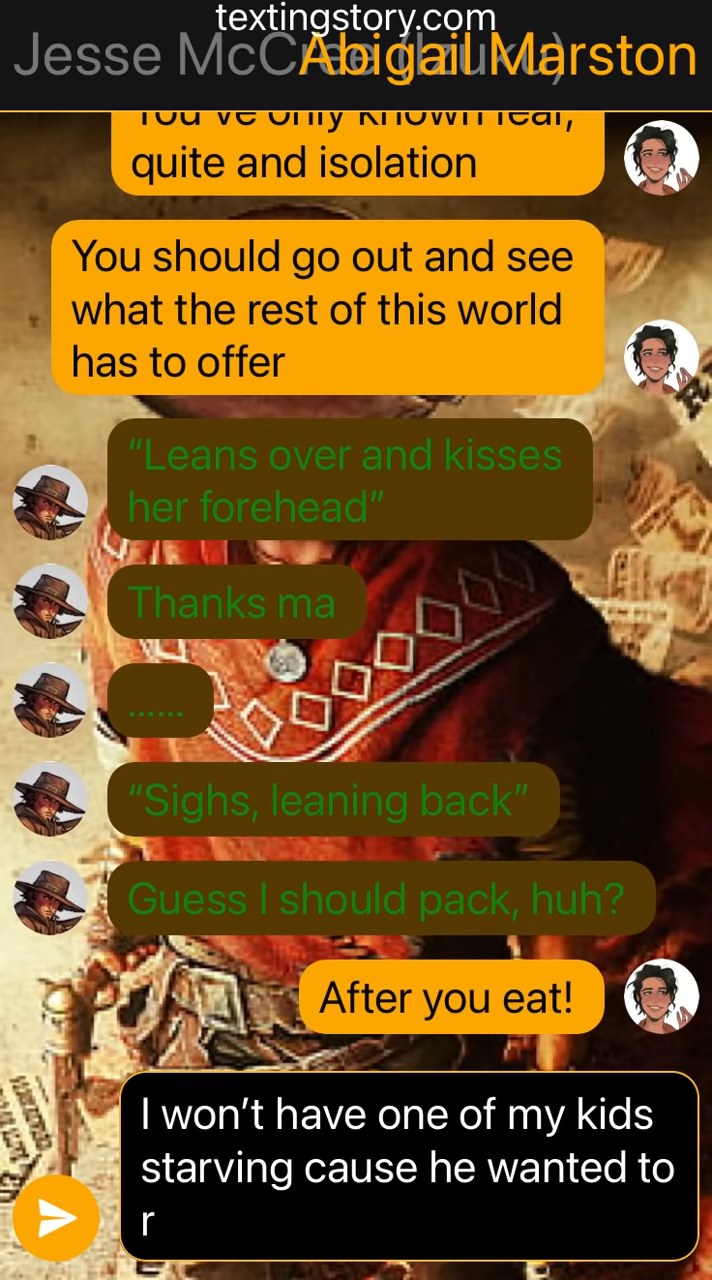 textingstory.com
Jesse McCree (Izuku)
Abigail Marston
You've only known fear,
quite and isolation
You should go out and see
what the rest of this world
has to offer
“Leans over and kisses
her forehead”
Thanks ma
......
“Sighs, leaning back”
Guess I should pack, huh?
After you eat!
I won’t have one of my kids
starving cause he wanted to
r